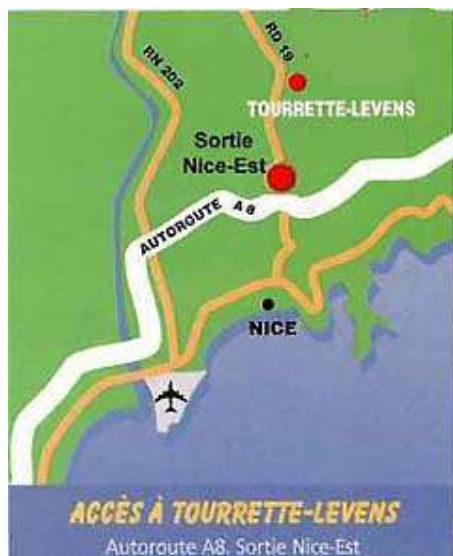 RN 202
RD 19
TOURRETTE-LEVENS
Sortie
Nice-Est
AUTOROUTE A8
NICE
ACCÈS À TOURRETTE-LEVENS
Autoroute A8. Sortie Nice-Est